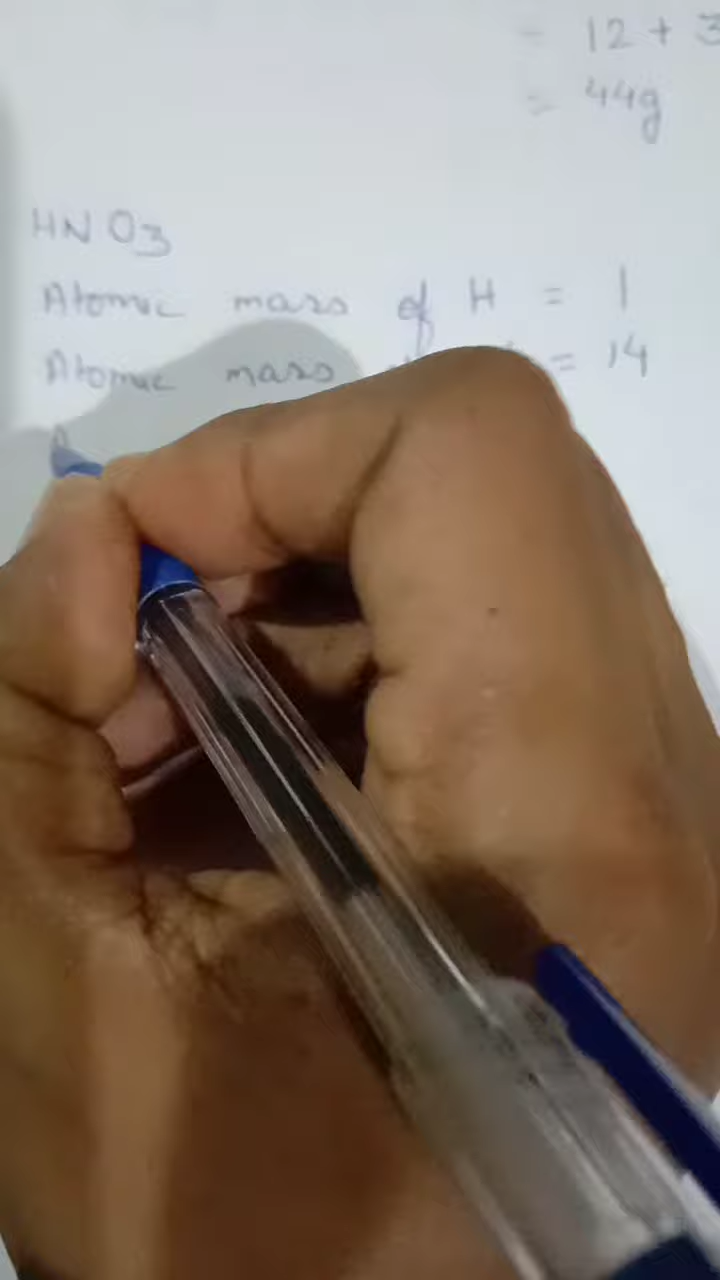 = 12 + 3
= 44g
HNO3
Atomic mass of H = 1
Atomic mass = 14
A